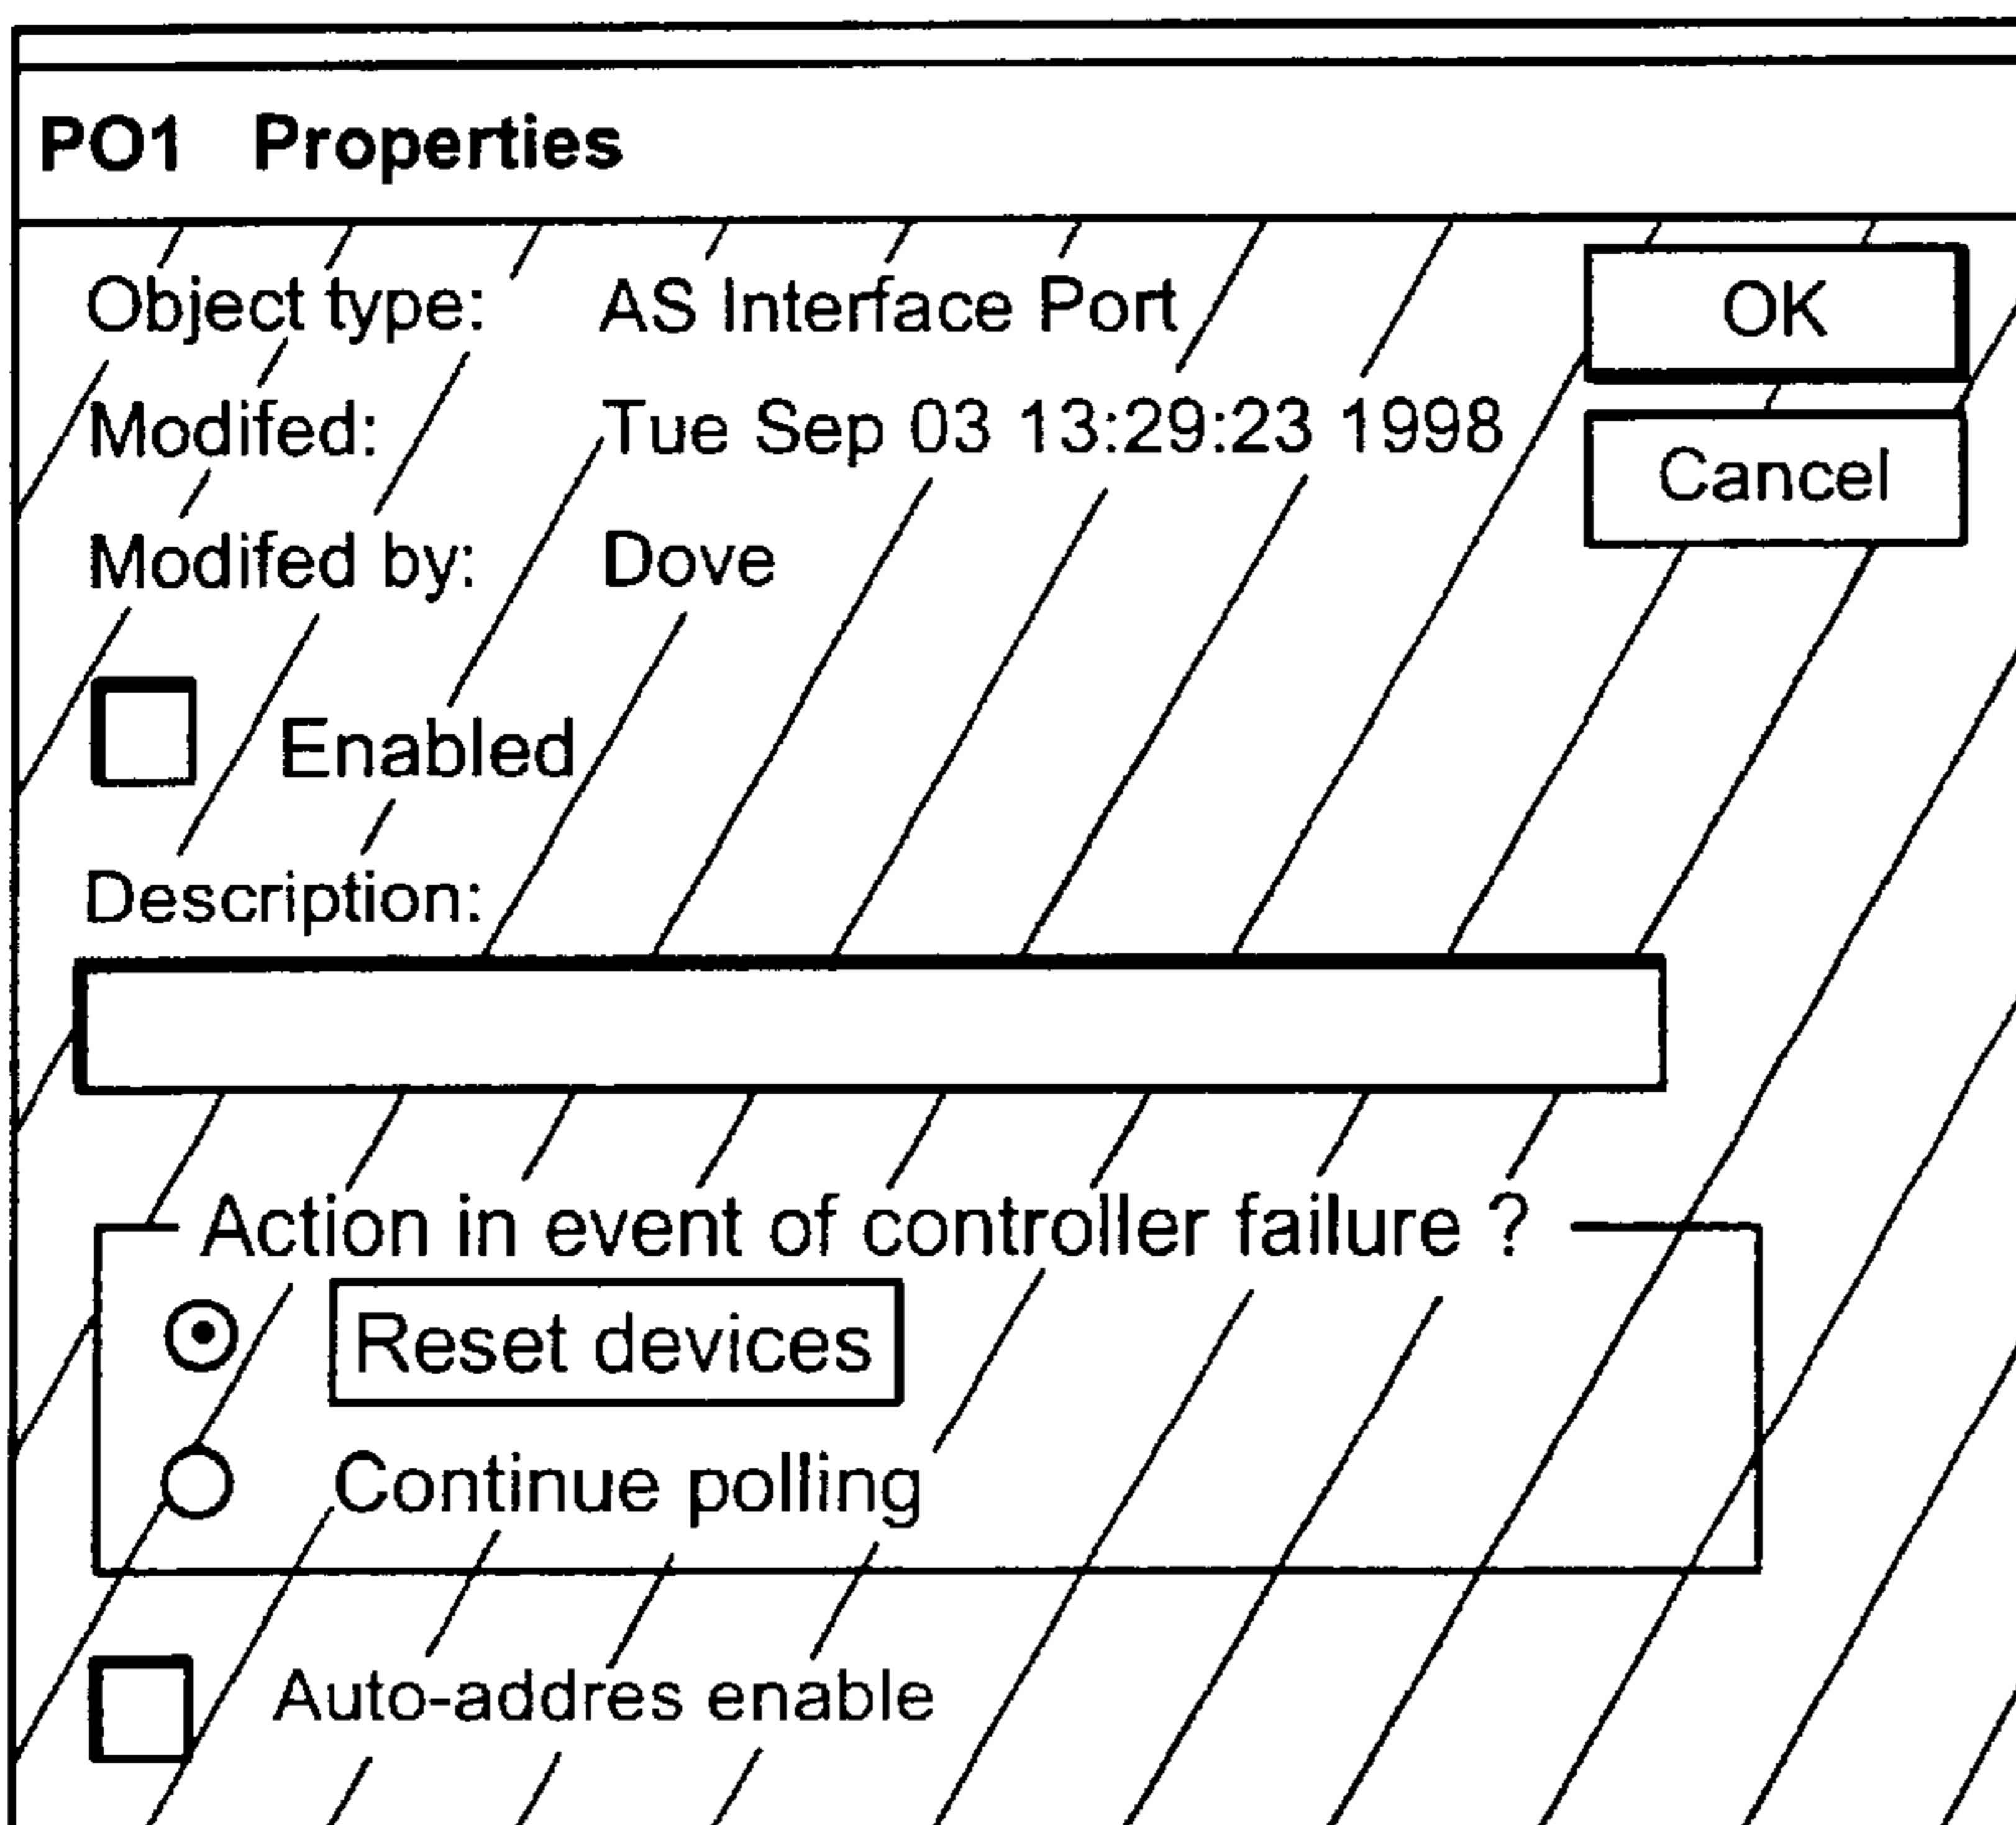 PO1 Properties
Object type: AS Interface Port
OK
Modifed: Tue Sep 03 13:29:23 1998
Cancel
Modifed by: Dove
Enabled
Description:
Action in event of controller failure ?
Reset devices
Continue polling
Auto-addres enable